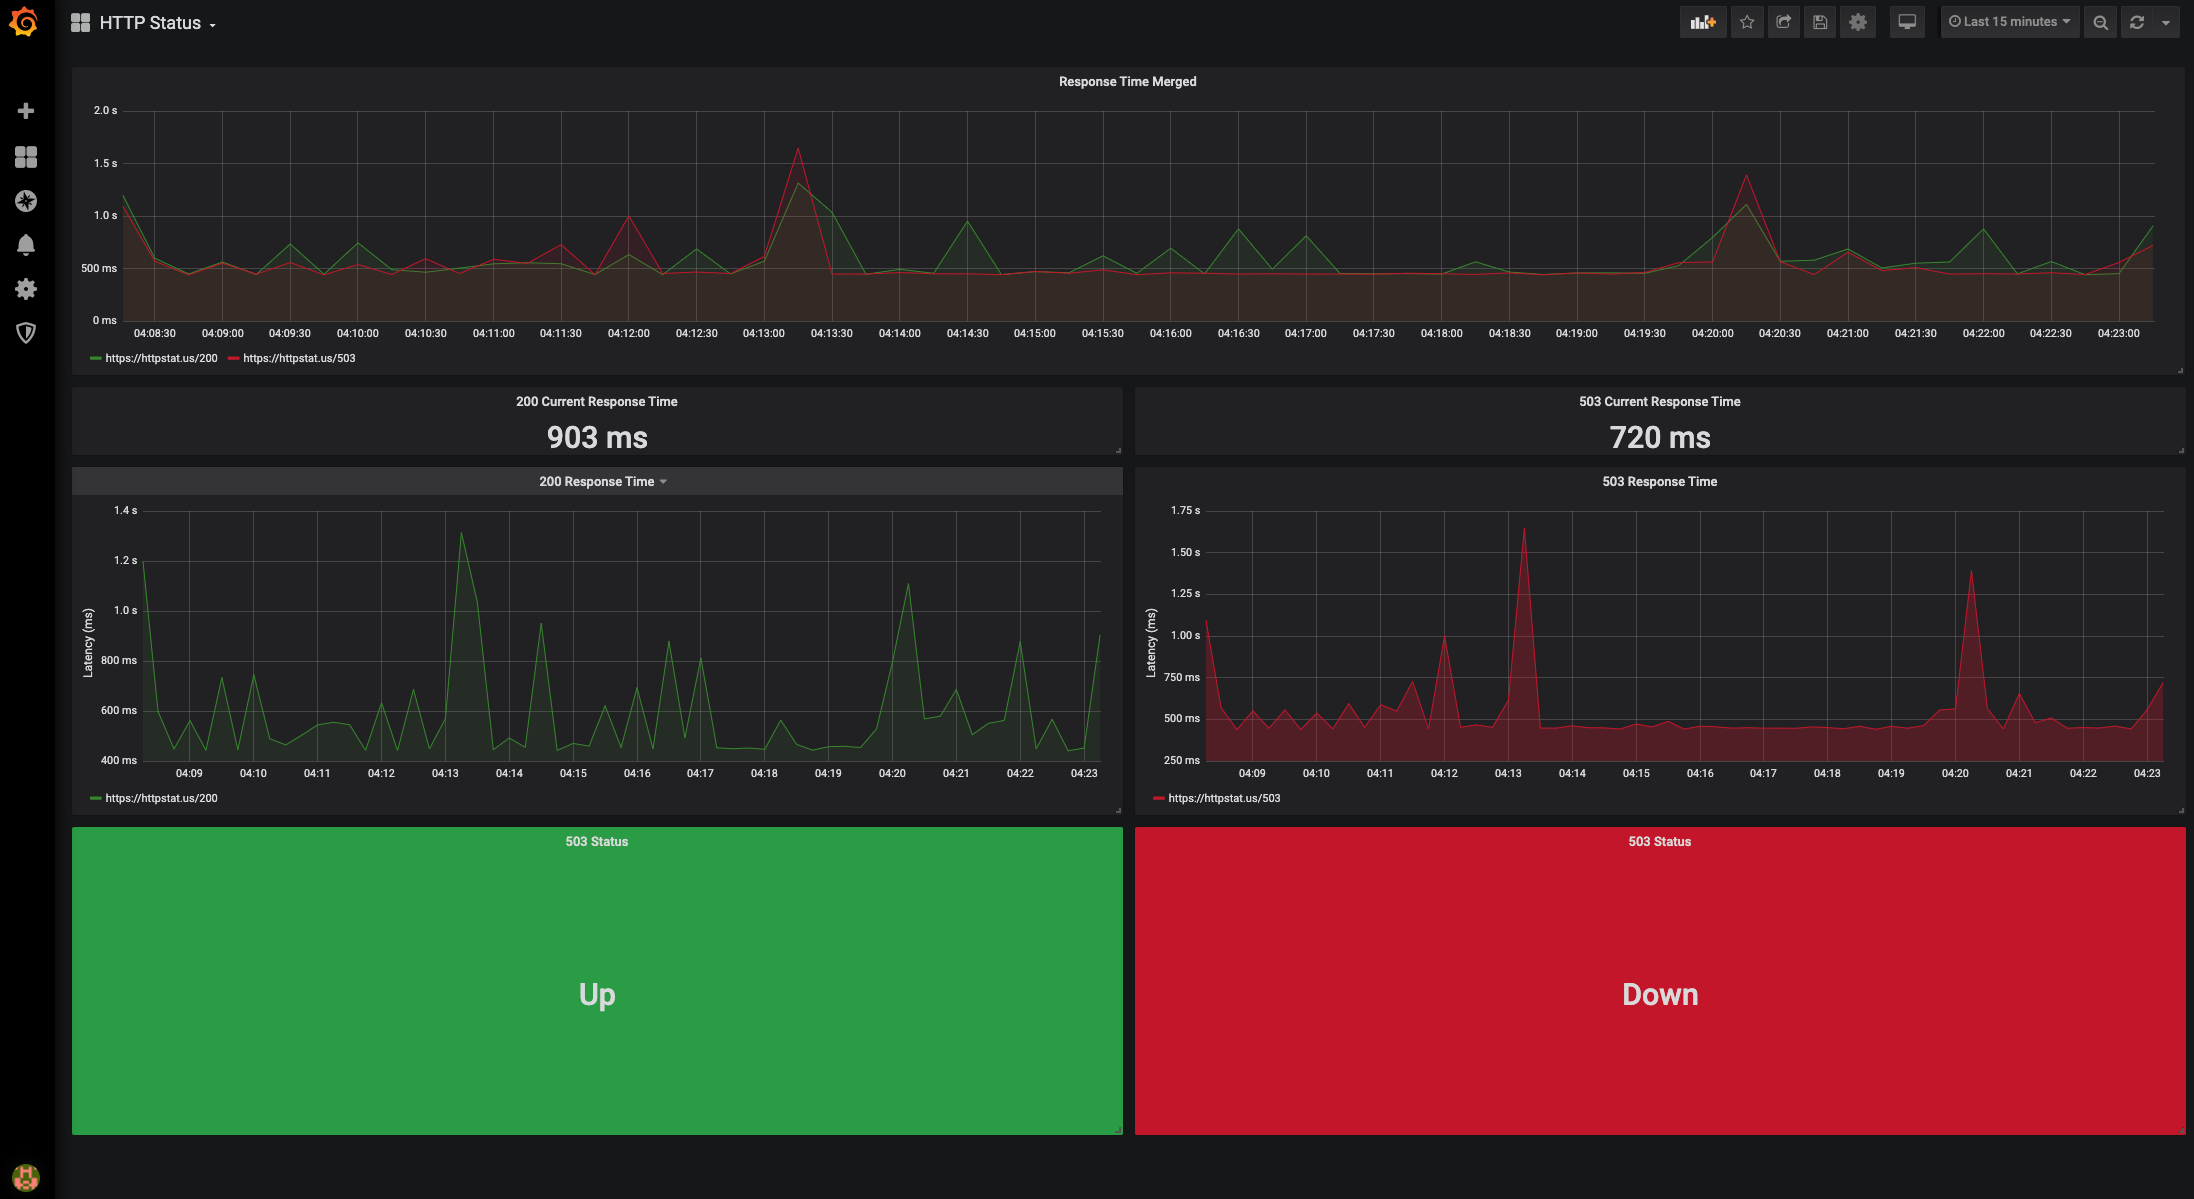 HTTP Status
Last 15 minutes
Response Time Merged
2.0 s
1.5 s
1.0 s
500 ms
0 ms
04:08:30 04:09:00 04:09:30 04:10:00 04:10:30 04:11:00 04:11:30 04:12:00 04:12:30 04:13:00 04:13:30 04:14:00 04:14:30 04:15:00 04:15:30 04:16:00 04:16:30 04:17:00 04:17:30 04:18:00 04:18:30 04:19:00 04:19:30 04:20:00 04:20:30 04:21:00 04:21:30 04:22:00 04:22:30 04:23:00
https://httpstat.us/200 https://httpstat.us/503
200 Current Response Time
903 ms
503 Current Response Time
720 ms
200 Response Time
Latency (ms)
1.4 s
1.2 s
1.0 s
800 ms
600 ms
400 ms
04:09 04:10 04:11 04:12 04:13 04:14 04:15 04:16 04:17 04:18 04:19 04:20 04:21 04:22 04:23
https://httpstat.us/200
503 Response Time
Latency (ms)
1.75 s
1.50 s
1.25 s
1.00 s
750 ms
500 ms
250 ms
04:09 04:10 04:11 04:12 04:13 04:14 04:15 04:16 04:17 04:18 04:19 04:20 04:21 04:22 04:23
https://httpstat.us/503
503 Status
Up
503 Status
Down